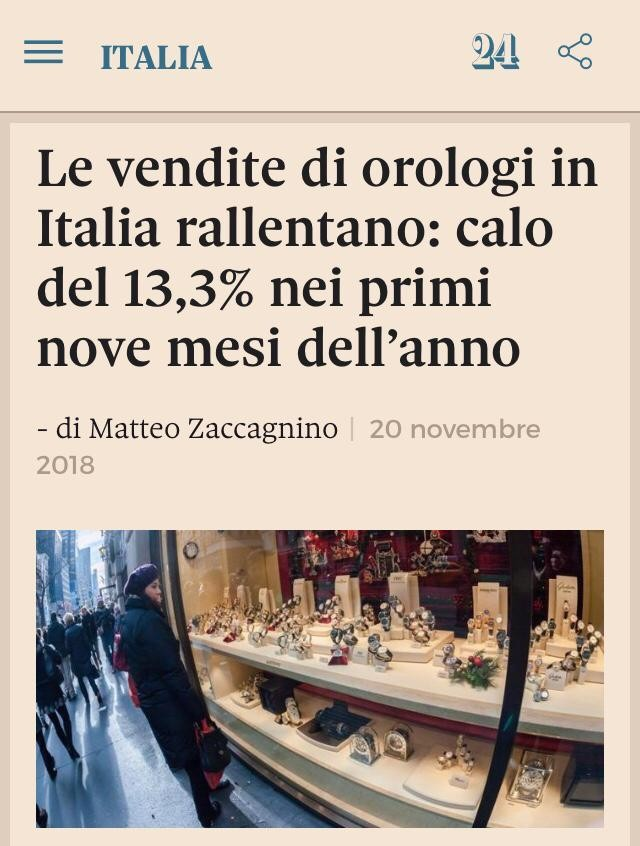 ITALIA
24
Le vendite di orologi in
Italia rallentano: calo
del 13,3% nei primi
nove mesi dell’anno
- di Matteo Zaccagnino | 20 novembre
2018